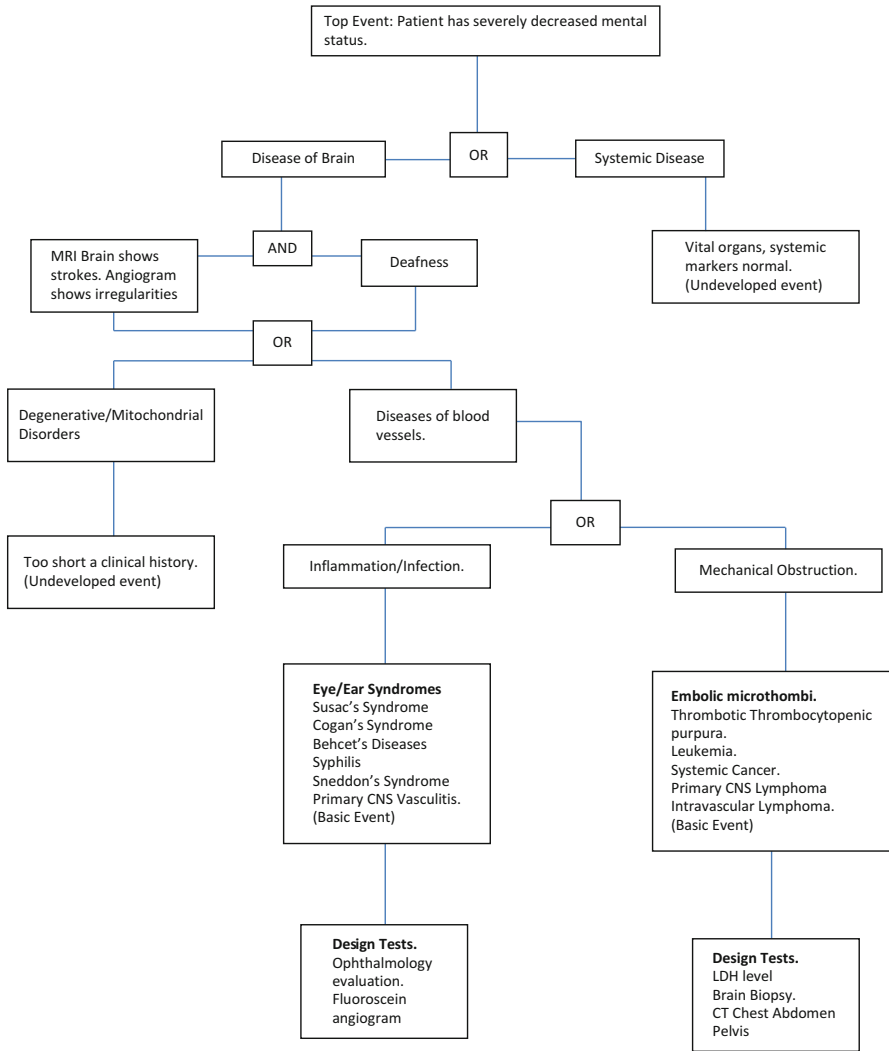 Top Event: Patient has severely decreased mental
status.
Disease of Brain
OR
Systemic Disease
AND
MRI Brain shows
strokes. Angiogram
shows irregularities
Deafness
Vital organs, systemic
markers normal.
(Undeveloped event)
OR
Degenerative/Mitochondrial
Disorders
Diseases of blood
vessels.
OR
Too short a clinical history.
(Undeveloped event)
Inflammation/Infection.
Mechanical Obstruction.
Eye/Ear Syndromes
Susac's Syndrome
Cogan's Syndrome
Behcet's Diseases
Syphilis
Sneddon's Syndrome
Primary CNS Vasculitis.
(Basic Event)
Embolic microthombi.
Thrombotic Thrombocytopenic
purpura.
Leukemia.
Systemic Cancer.
Primary CNS Lymphoma
Intravascular Lymphoma.
(Basic Event)
Design Tests.
Ophthalmology
evaluation.
Fluoroscein
angiogram
Design Tests.
LDH level
Brain Biopsy.
CT Chest Abdomen
Pelvis